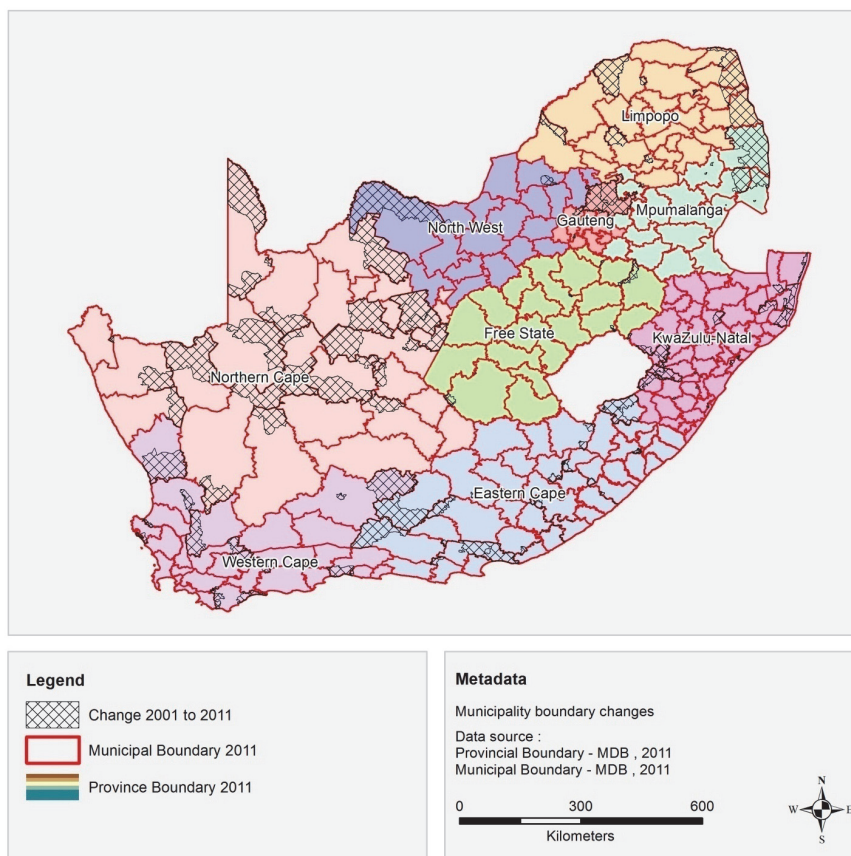 Limpopo
North West
Gauteng
Mpumalanga
Free State
KwaZulu-Natal
Northern Cape
Eastern Cape
Western Cape
Legend
Change 2001 to 2011
Municipal Boundary 2011
Province Boundary 2011
Metadata
Municipality boundary changes
Data source :
Provincial Boundary - MDB , 2011
Municipal Boundary - MDB , 2011
0 300 600
Kilometers
N
W E
S